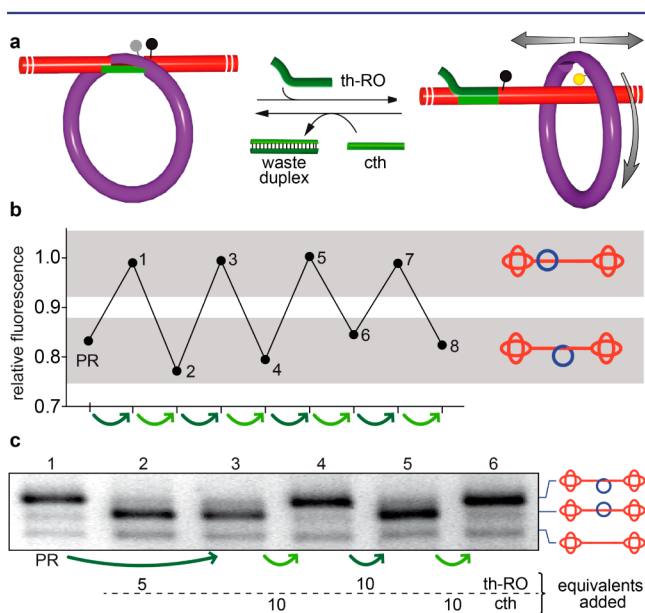 a
th-RO
waste
duplex
cth
b
relative fluorescence
1.0
0.9
0.8
0.7
PR
1
2
3
4
5
6
7
8
c
1 2 3 4 5 6
PR
5 10 th-RO
10 10 cth
equivalents
added